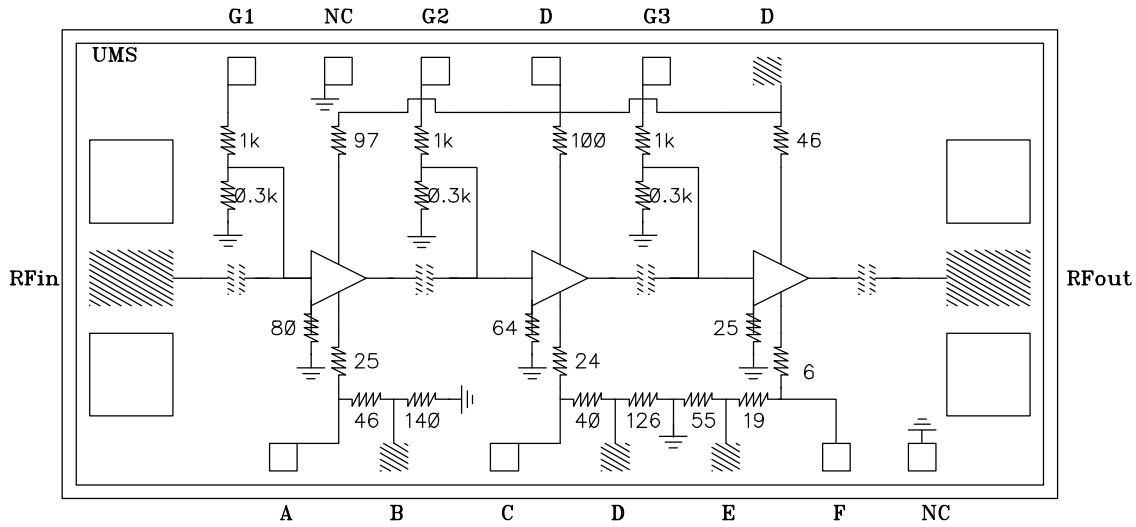 G1 NC G2 D G3 D
UMS
1k 97 1k 100 1k 46
0.3k 0.3k 0.3k
RFin RFout
80 64 25
25 24 6
46 140 40 126 55 19
A B C D E F NC